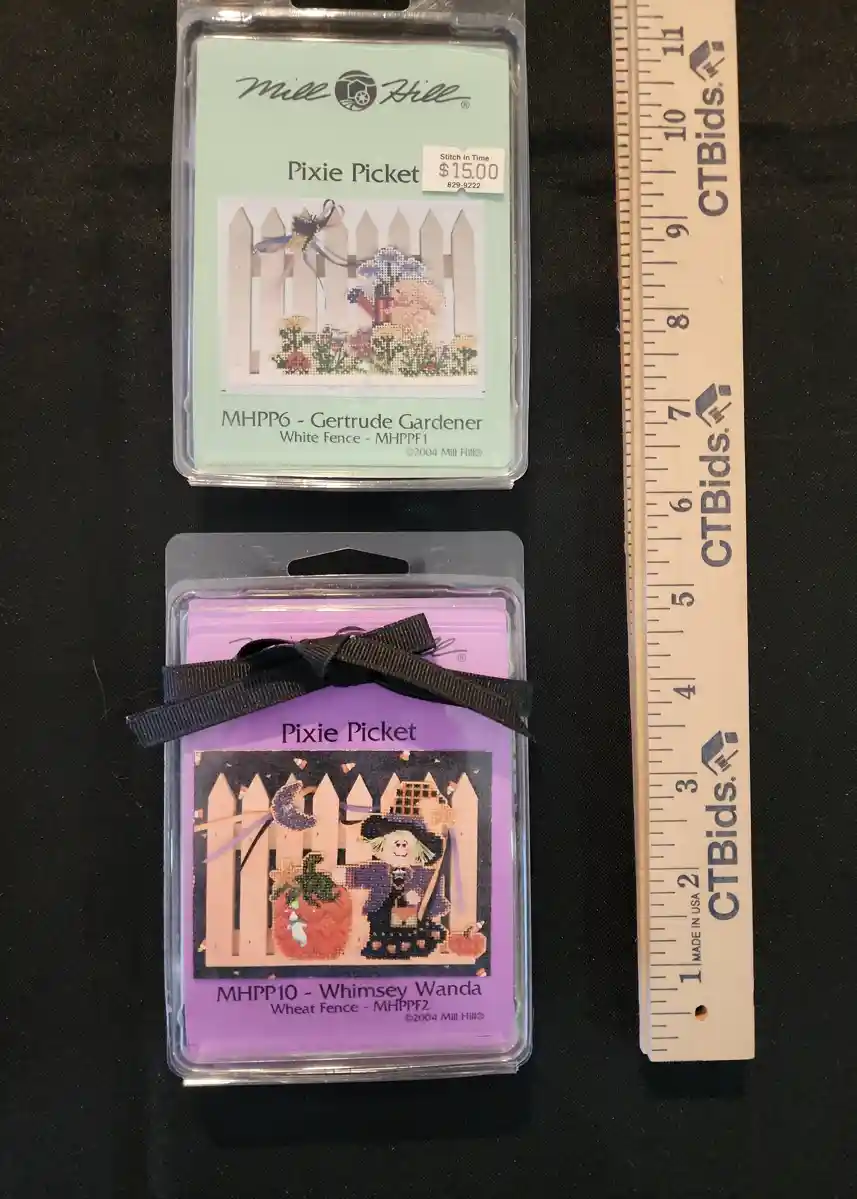 Mill Hill®
Pixie Picket
Stitch in Time
$15.00
829-9222
MHPP6 - Gertrude Gardener
White Fence - MHPPF1
©2004 Mill Hill®
®
Pixie Picket
MHPP10 - Whimsey Wanda
Wheat Fence - MHPPF2
©2004 Mill Hill®
11
10
9
8
7
6
5
4
3
2
1
CTBids.
CTBids.
CTBids.
MADE IN USA